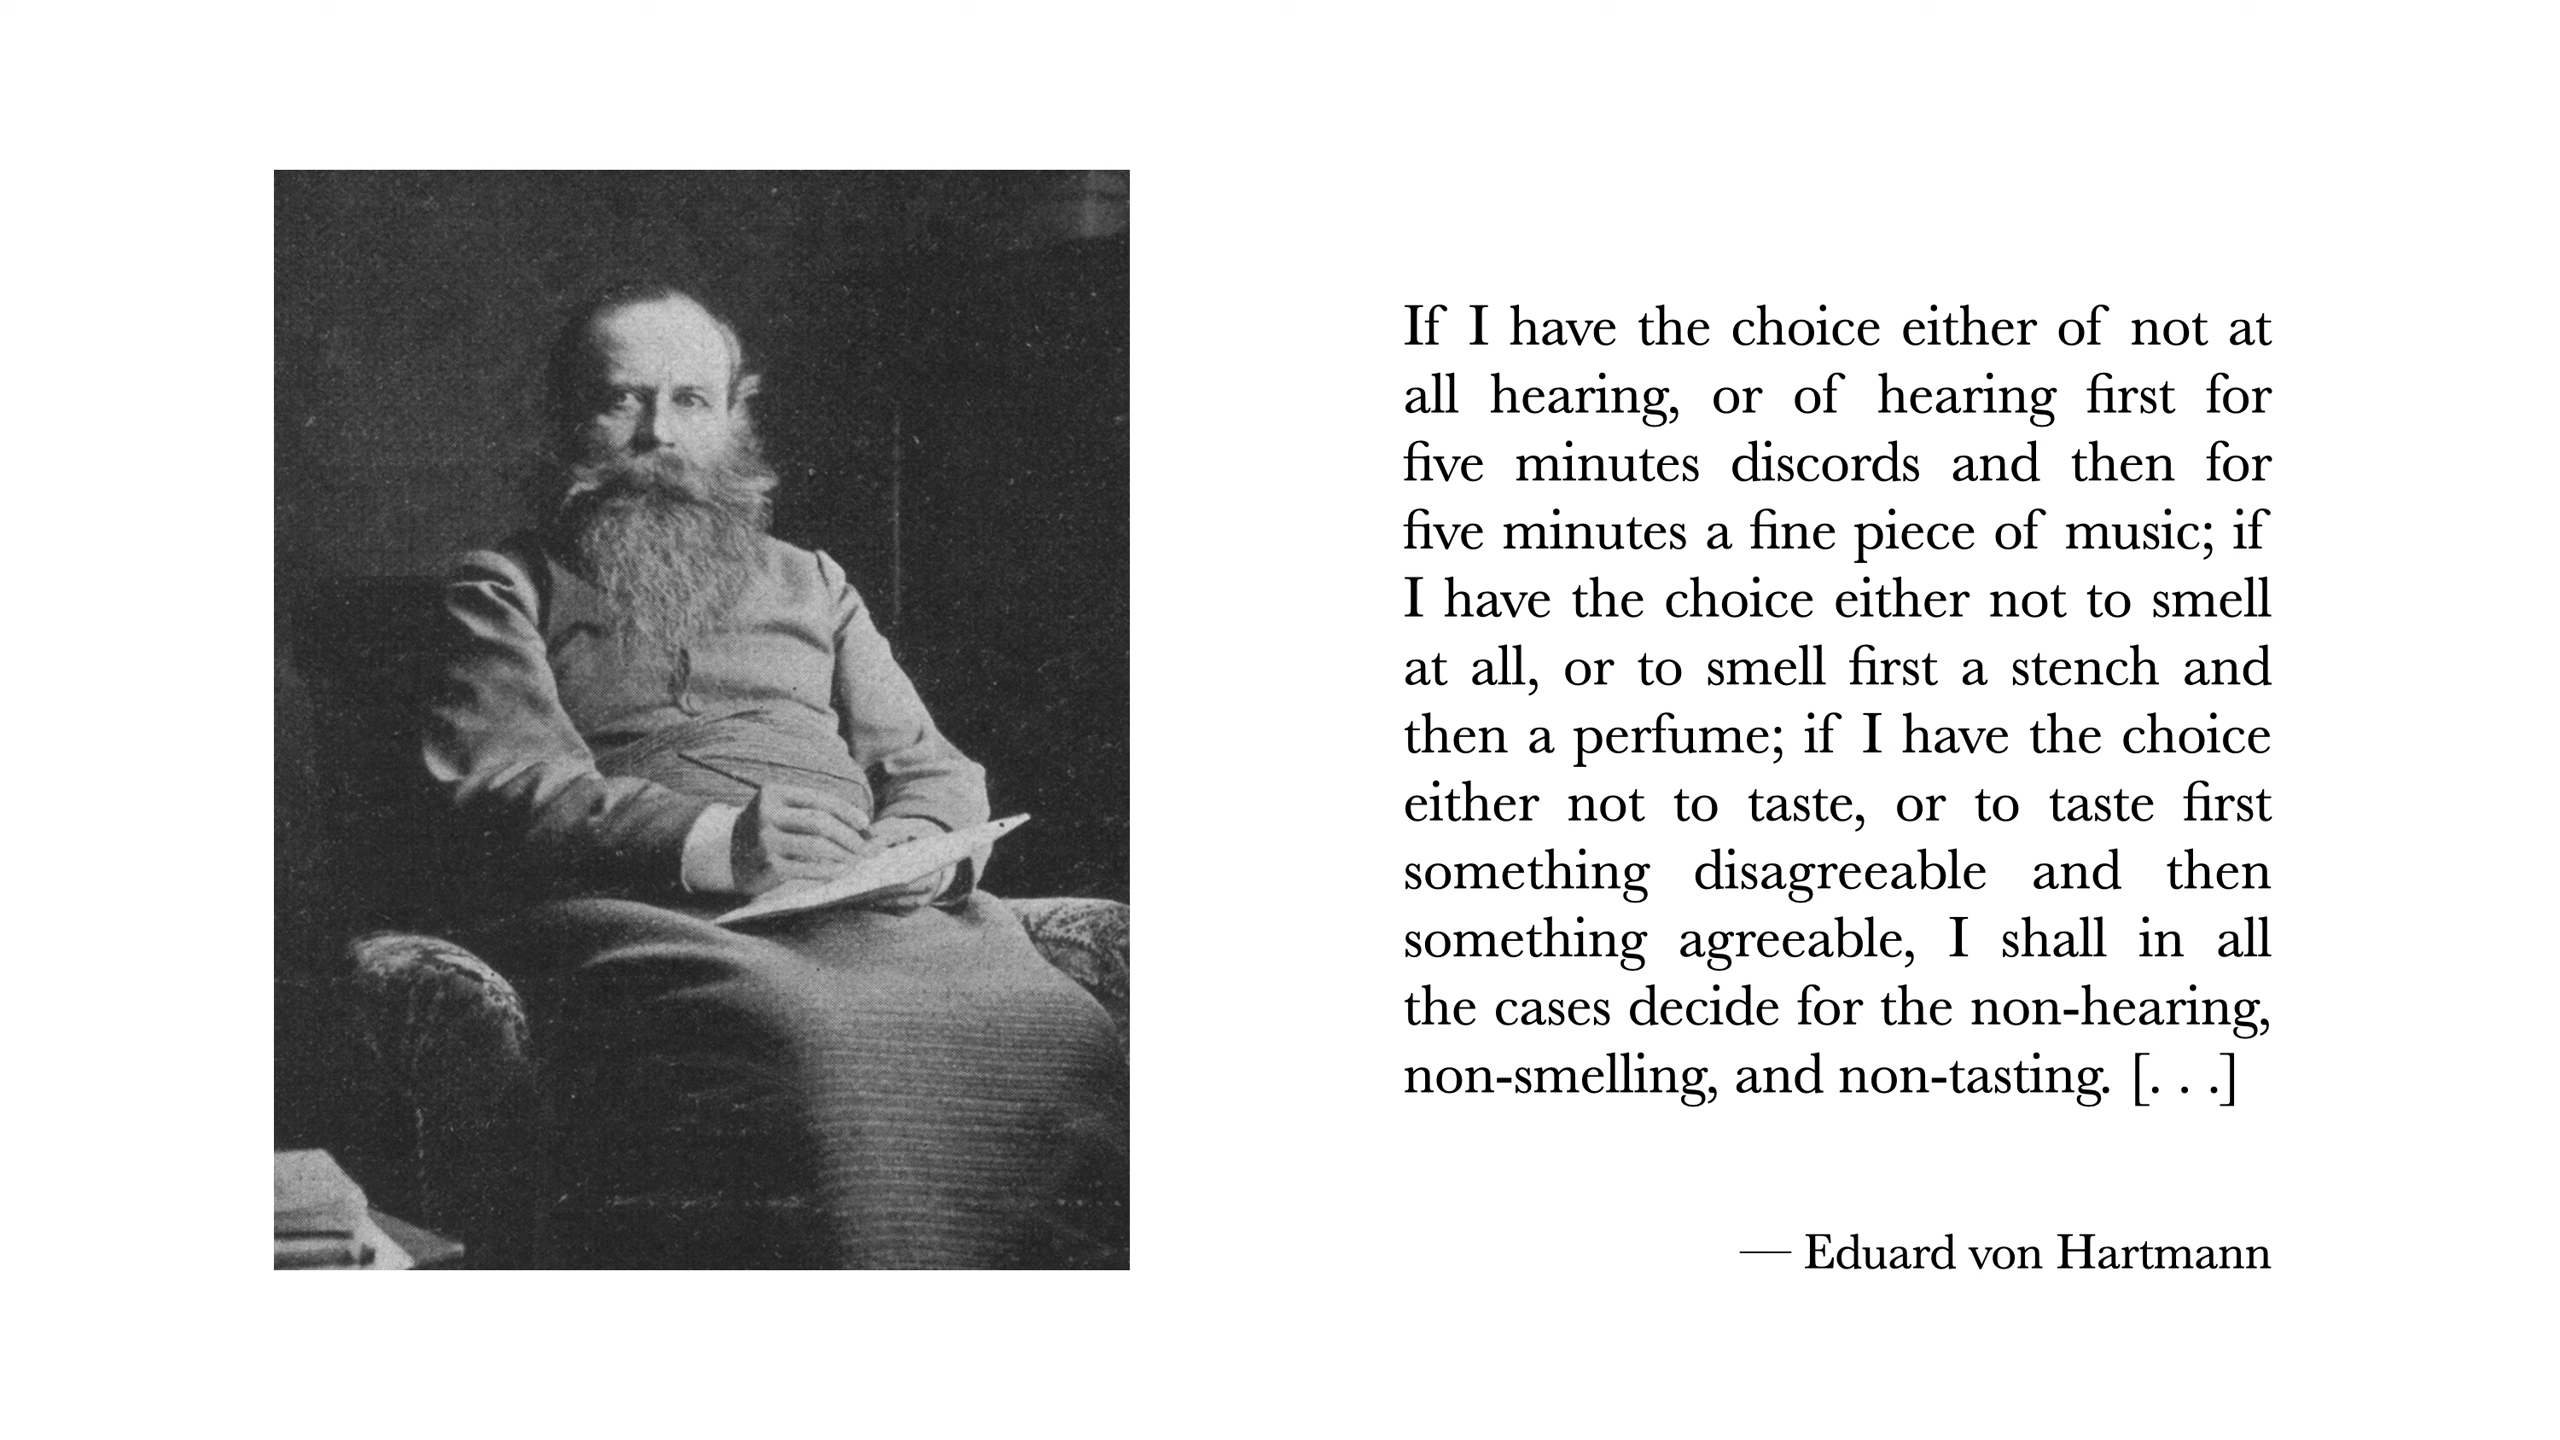 If I have the choice either of not at
all hearing, or of hearing first for
five minutes discords and then for
five minutes a fine piece of music; if
I have the choice either not to smell
at all, or to smell first a stench and
then a perfume; if I have the choice
either not to taste, or to taste first
something disagreeable and then
something agreeable, I shall in all
the cases decide for the non-hearing,
non-smelling, and non-tasting. [. . .]
— Eduard von Hartmann